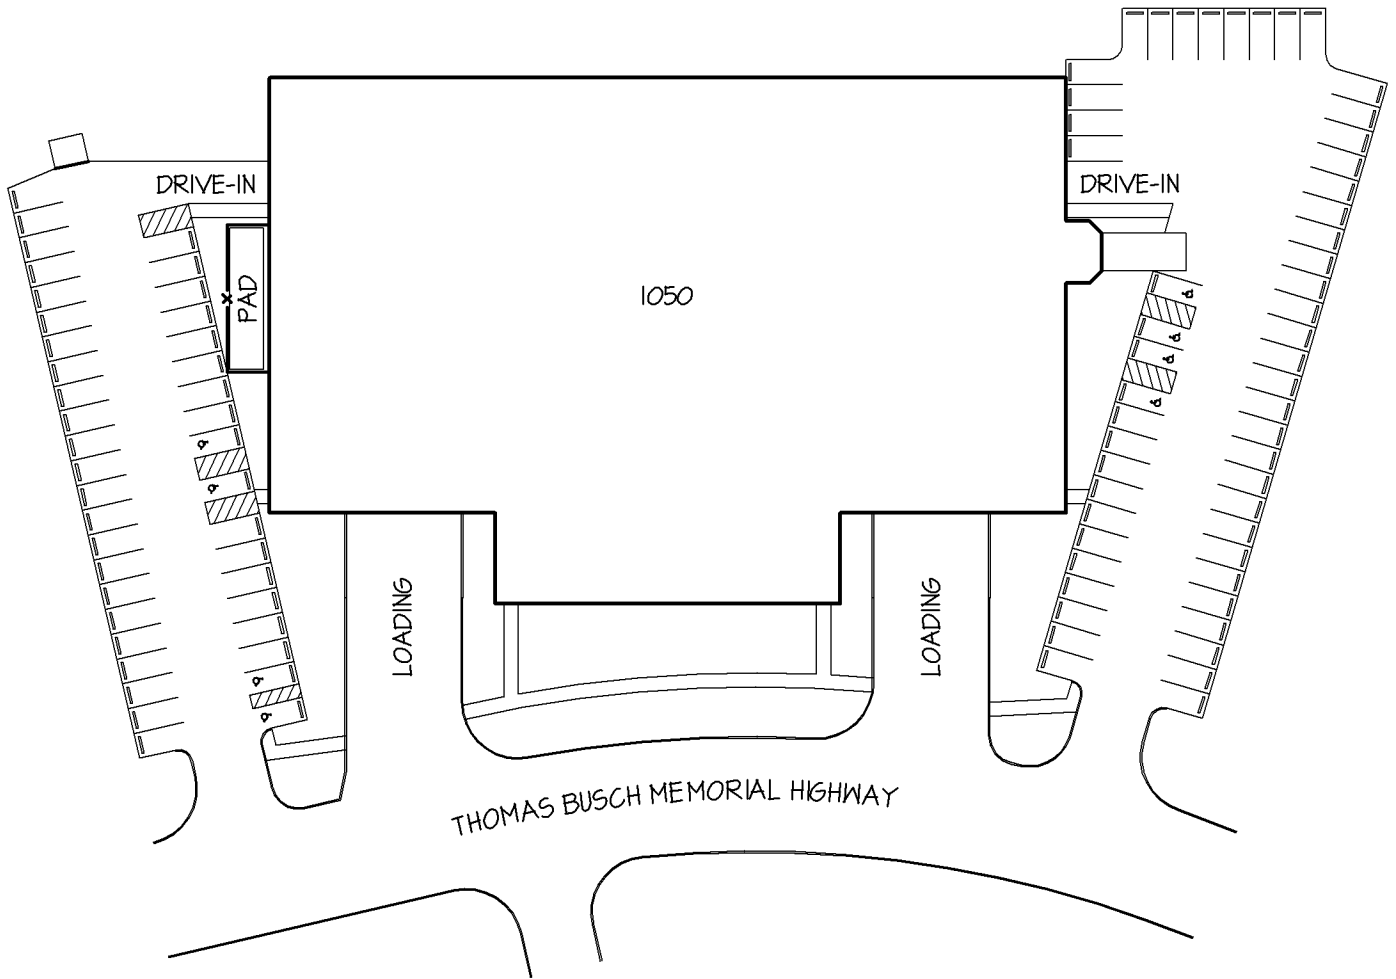 DRIVE-IN
DRIVE-IN
PAD
1050
LOADING
LOADING
THOMAS BUSCH MEMORIAL HIGHWAY